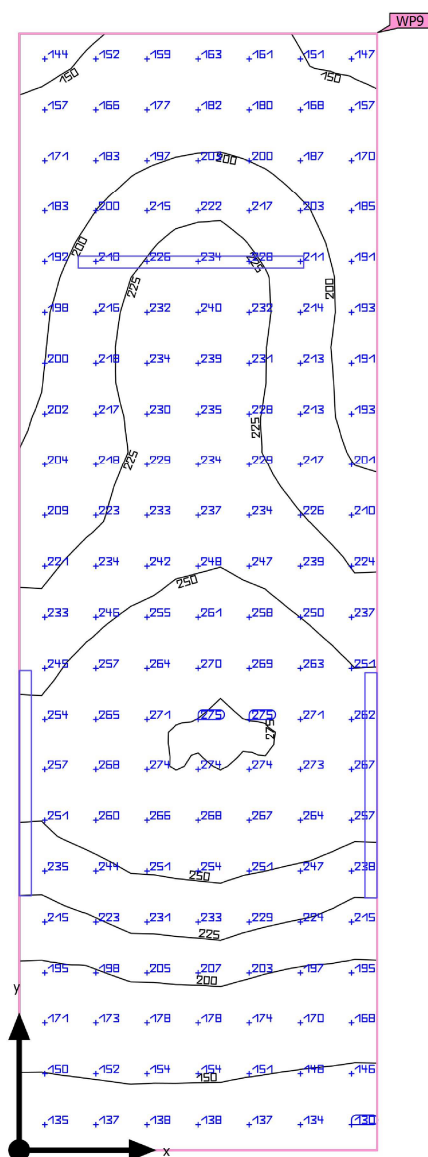 WP9
+144 +152 +159 +163 +161 +151 +147
150 150
+157 +166 +177 +182 +180 +168 +157
+171 +183 +197 +203 200 +200 +187 +170
+183 +200 +215 +222 +217 +203 +185
200
+192 +210 +226 +234 +228 +211 +191
225 225 200
+198 +216 +232 +240 +232 +214 +193
+200 +218 +234 +239 +231 +213 +191
+202 +217 +230 +235 +228 +213 +193
225
+204 +218 225 +229 +234 +229 +217 +201
+209 +223 +233 +237 +234 +226 +210
+221 +234 +242 +248 +247 +239 +224
250
+233 +246 +255 +261 +258 +250 +237
+245 +257 +264 +270 +269 +263 +251
+254 +265 +271 +275 +275 +271 +262
275
+257 +268 +274 +274 +274 +273 +267
+251 +260 +266 +268 +267 +264 +257
+235 +244 +251 +254 +251 +247 +238
250
+215 +223 +231 +233 +229 +224 +215
225
+195 +198 +205 +207 +203 +197 +195
200
y
+171 +173 +178 +178 +174 +170 +168
+150 +152 +154 +154 +151 +148 +146
150
+135 +137 +138 +138 +137 +134 +130
x